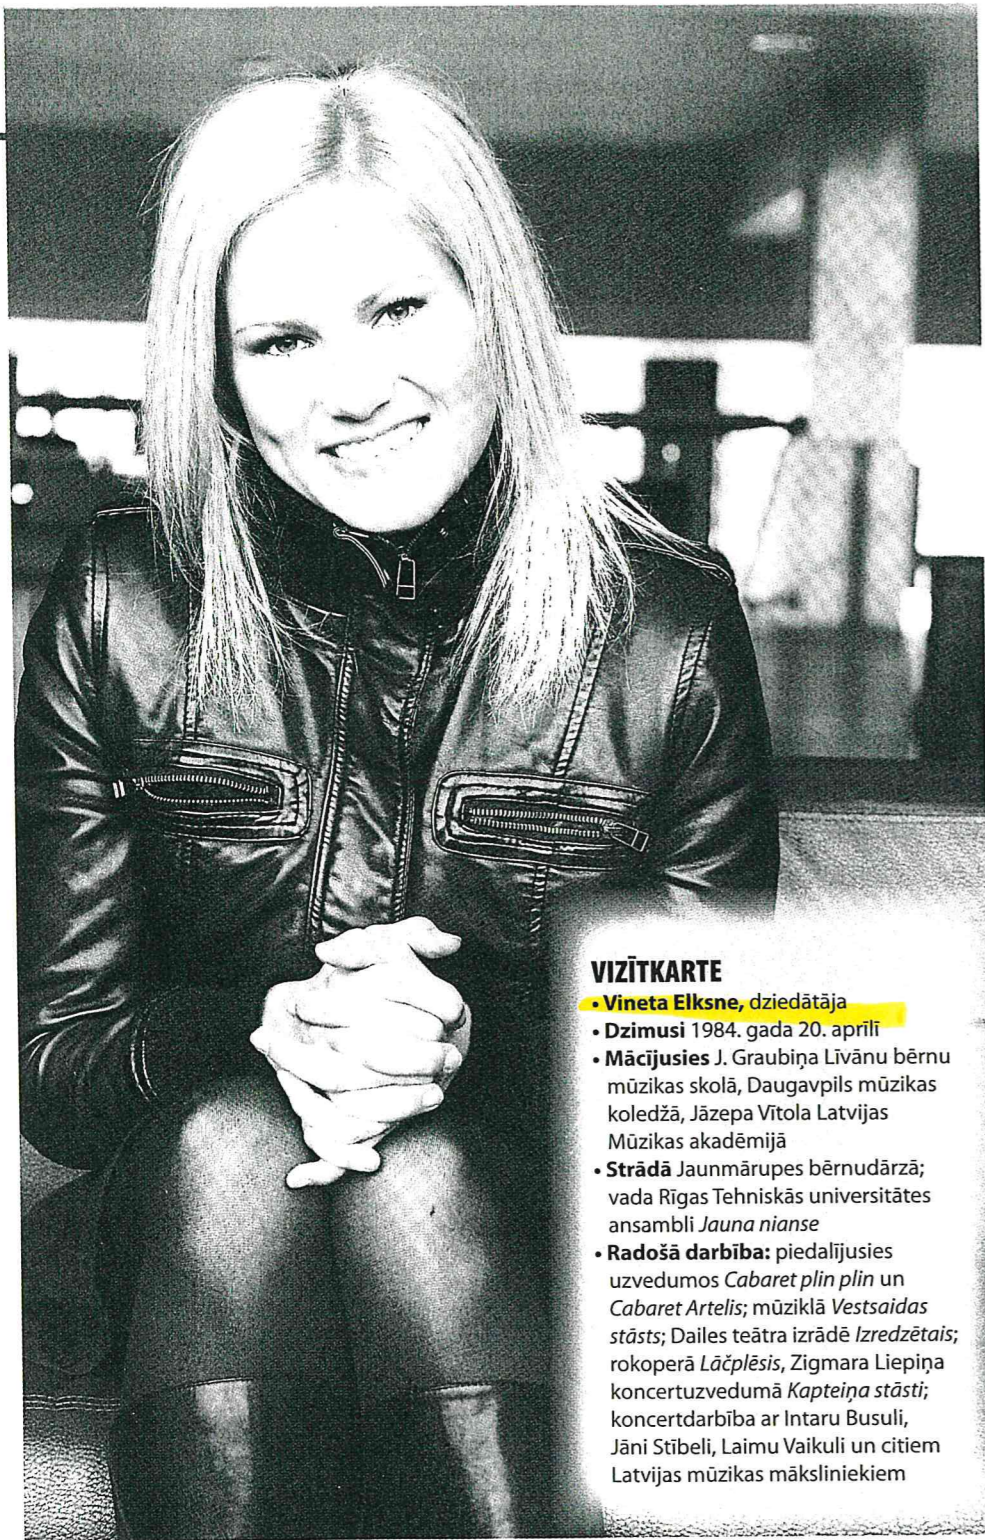 VIZĪTKARTE
• Vineta Elksne, dziedātāja
• Dzimusi 1984. gada 20. aprīlī
• Mācījusies J. Graubiņa Līvānu bērnu
mūzikas skolā, Daugavpils mūzikas
koledžā, Jāzepa Vītola Latvijas
Mūzikas akadēmijā
• Strādā Jaunmārupes bērnudārzā;
vada Rīgas Tehniskās universitātes
ansambli Jauna nianse
• Radošā darbība: piedalījusies
uzvedumos Cabaret plin plin un
Cabaret Artelis; mūziklā Vestsaidas
stāsts; Dailes teātra izrādē Izredzētais;
rokoperā Lāčplēsis, Zigmara Liepiņa
koncertuzvedumā Kapteiņa stāsti;
koncertdarbība ar Intaru Busuli,
Jāni Stībeli, Laimu Vaikuli un citiem
Latvijas mūzikas māksliniekiem